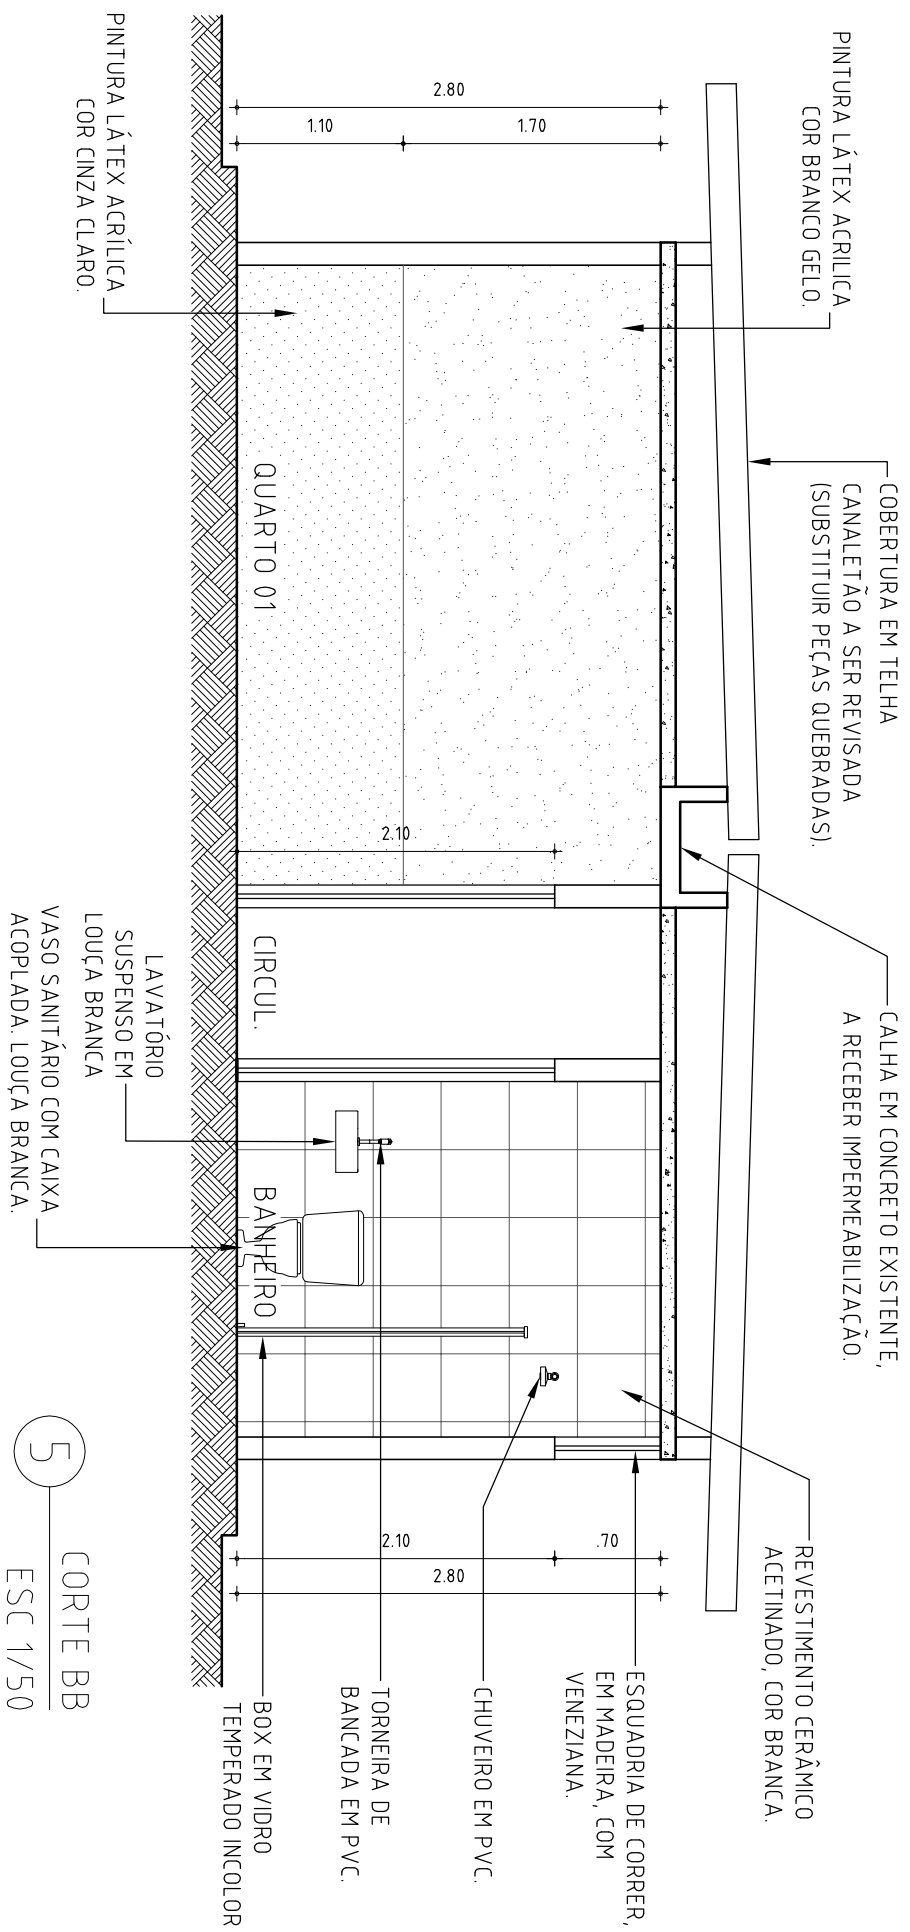 PINTURA LÁTEX ACRILICA
COR BRANCO GELO.
COBERTURA EM TELHA
CANALETÃO A SER REVISADA
(SUBSTITUIR PEÇAS QUEBRADAS).
CALHA EM CONCRETO EXISTENTE,
A RECEBER IMPERMEABILIZAÇÃO.
REVESTIMENTO CERÂMICO
ACETINADO, COR BRANCA.
ESQUADRIA DE CORRER,
EM MADEIRA, COM
VENEZIANA.
CHUVEIRO EM PVC.
TORNEIRA DE
BANCADA EM PVC.
BOX EM VIDRO
TEMPERADO INCOLOR
2.80
1.10
1.70
2.10
2.10
.70
2.80
QUARTO 01
CIRCUL.
BANHEIRO
PINTURA LÁTEX ACRÍLICA
COR CINZA CLARO.
LAVATÓRIO
SUSPENSO EM
LOUÇA BRANCA
VASO SANITÁRIO COM CAIXA
ACOPLADA. LOUÇA BRANCA.
5
CORTE BB
ESC 1/50